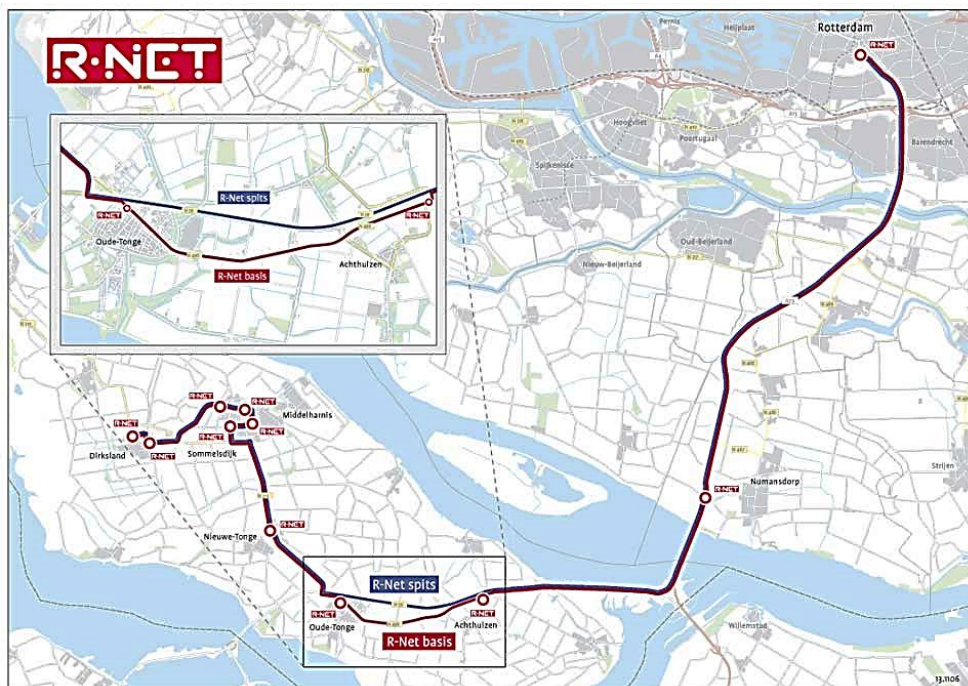 R·NET
Rotterdam
R-NET
Pernis
Heijplaat
Hoogvliet
Poortugaal
Barendrecht
Spijkenisse
Oud-Beijerland
Nieuw-Beijerland
R-Net spits
R-NET
R-NET
Oude-Tonge
Achthuizen
R-Net basis
R-NET
R-NET
Middelharnis
R-NET
R-NET
R-NET
Dirksland
R-NET
Sommelsdijk
Numansdorp
R-NET
Strijen
R-NET
Nieuwe-Tonge
R-Net spits
R-NET
Oude-Tonge
R-NET
Achthuizen
R-Net basis
Willemstad
13.1106